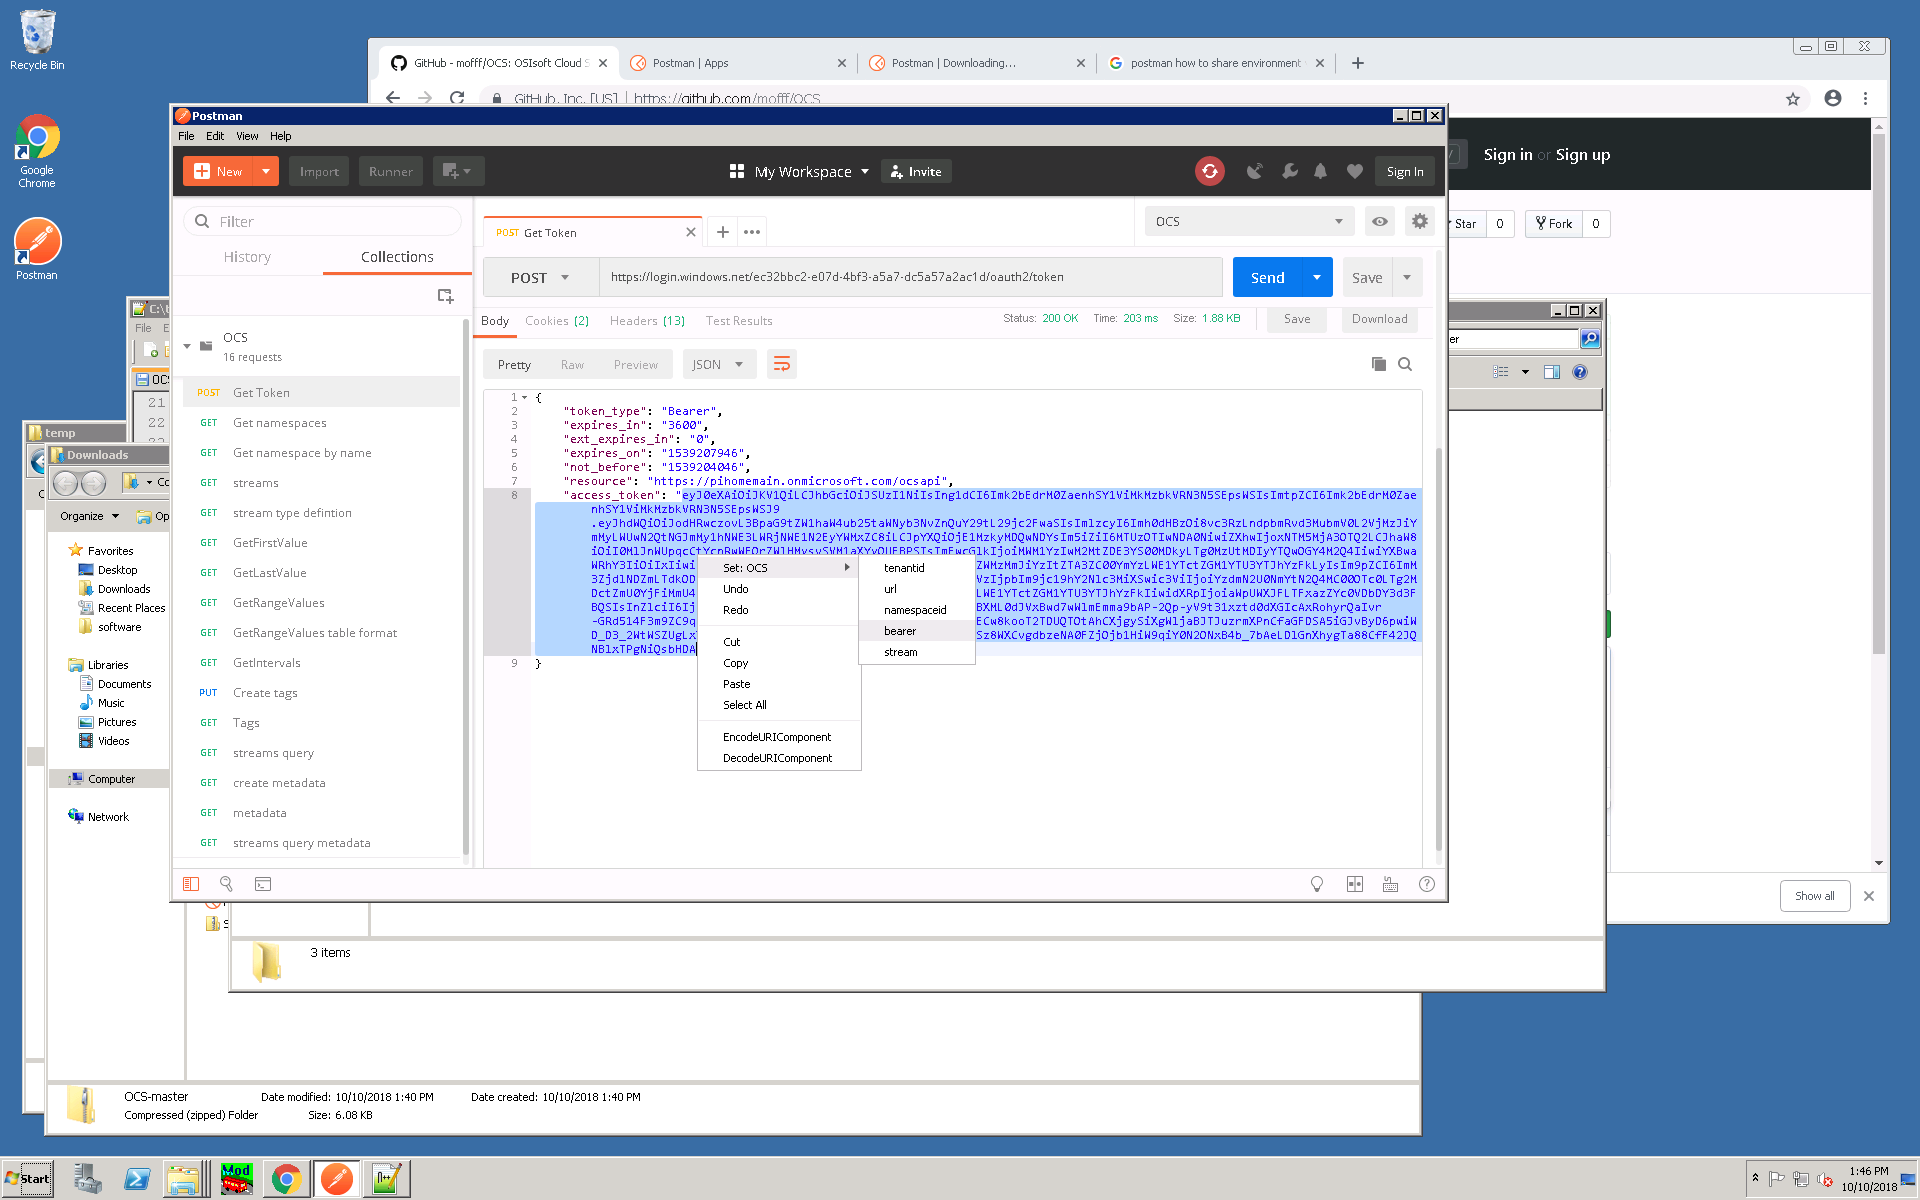 Recycle Bin
Google Chrome
Postman
GitHub - mofff/OCS: OSIsoft Cloud S
Postman | Apps
Postman | Downloading...
postman how to share environment
GitHub, Inc. [US] | https://github.com/mofff/OCS
Sign in or Sign up
Star 0 Fork 0
Postman
File Edit View Help
New Import Runner
My Workspace Invite
Sign In
Filter
History Collections
OCS
16 requests
POST Get Token
GET Get namespaces
GET Get namespace by name
GET streams
GET stream type defintion
GET GetFirstValue
GET GetLastValue
GET GetRangeValues
GET GetRangeValues table format
GET GetIntervals
PUT Create tags
GET Tags
GET streams query
GET create metadata
GET metadata
GET streams query metadata
POST Get Token
OCS
POST https://login.windows.net/ec32bbc2-e07d-4bf3-a5a7-dc5a57a2ac1d/oauth2/token
Send Save
Body Cookies (2) Headers (13) Test Results
Status: 200 OK Time: 203 ms Size: 1.88 KB
Save Download
Pretty Raw Preview JSON
1 {
2 "token_type": "Bearer",
3 "expires_in": "3600",
4 "ext_expires_in": "0",
5 "expires_on": "1539207946",
6 "not_before": "1539204046",
7 "resource": "https://pihomemain.onmicrosoft.com/ocsapi",
8 "access_token":
9 }
Set: OCS
Undo
Redo
Cut
Copy
Paste
Select All
EncodeURIComponent
DecodeURIComponent
tenantid
url
namespaceid
bearer
stream
File
21
22
temp
Downloads
Organize
Favorites
Desktop
Downloads
Recent Places
software
Libraries
Documents
Music
Pictures
Videos
Computer
Network
Show all
3 items
OCS-master
Date modified: 10/10/2018 1:40 PM
Date created: 10/10/2018 1:40 PM
Compressed (zipped) Folder
Size: 6.08 KB
Start
Mod
1:46 PM
10/10/2018